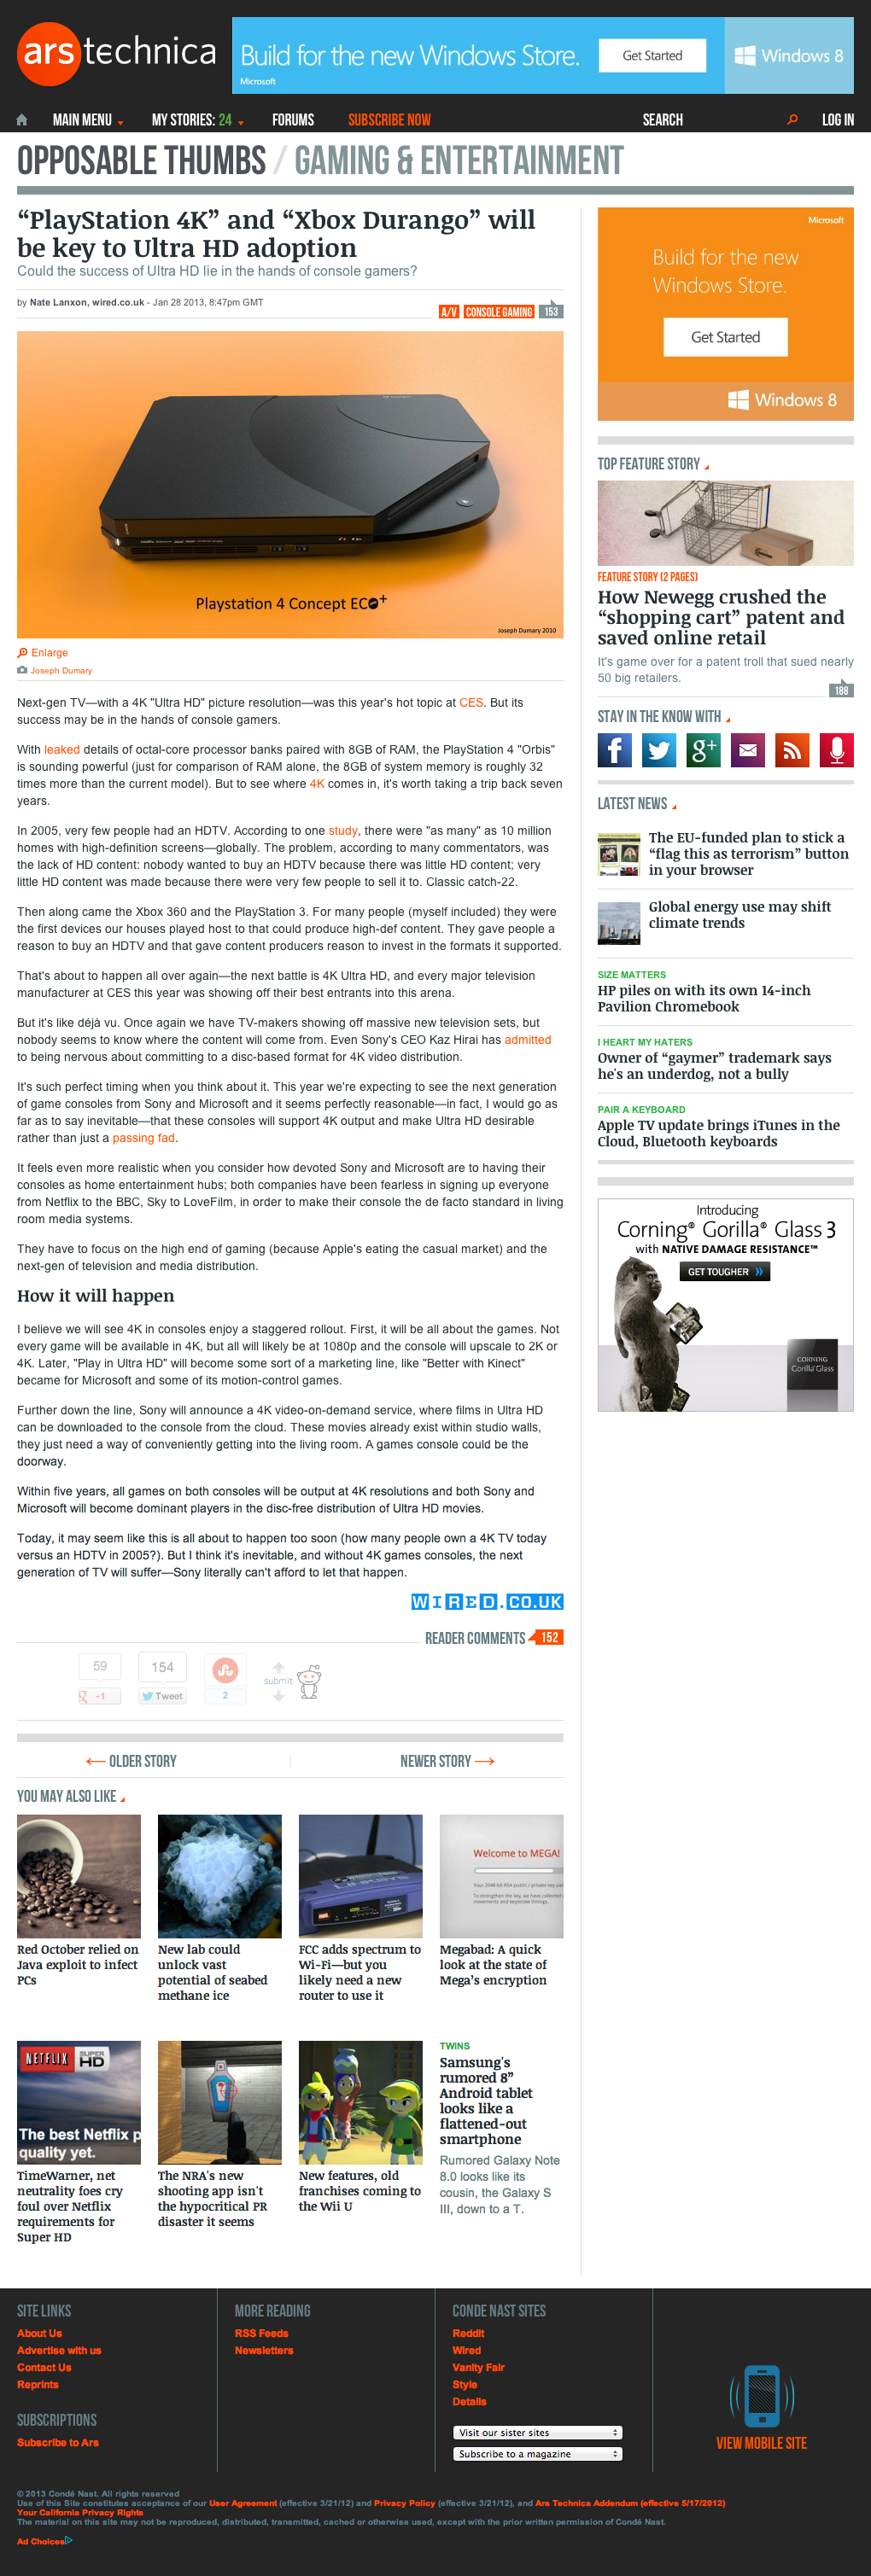 ars technica
Build for the new Windows Store.
Microsoft
Get Started
Windows 8
MAIN MENU
MY STORIES: 24
FORUMS
SUBSCRIBE NOW
SEARCH
LOG IN
OPPOSABLE THUMBS / GAMING & ENTERTAINMENT
“PlayStation 4K” and “Xbox Durango” will
be key to Ultra HD adoption
Could the success of Ultra HD lie in the hands of console gamers?
by Nate Lanxon, wired.co.uk - Jan 28 2013, 8:47pm GMT
A/V CONSOLE GAMING 153
Playstation 4 Concept ECO+
Joseph Dumary 2010
Enlarge
Joseph Dumary
Next-gen TV—with a 4K "Ultra HD" picture resolution—was this year's hot topic at CES. But its
success may be in the hands of console gamers.
With leaked details of octal-core processor banks paired with 8GB of RAM, the PlayStation 4 "Orbis"
is sounding powerful (just for comparison of RAM alone, the 8GB of system memory is roughly 32
times more than the current model). But to see where 4K comes in, it's worth taking a trip back seven
years.
In 2005, very few people had an HDTV. According to one study, there were "as many" as 10 million
homes with high-definition screens—globally. The problem, according to many commentators, was
the lack of HD content: nobody wanted to buy an HDTV because there was little HD content; very
little HD content was made because there were very few people to sell it to. Classic catch-22.
Then along came the Xbox 360 and the PlayStation 3. For many people (myself included) they were
the first devices our houses played host to that could produce high-def content. They gave people a
reason to buy an HDTV and that gave content producers reason to invest in the formats it supported.
That's about to happen all over again—the next battle is 4K Ultra HD, and every major television
manufacturer at CES this year was showing off their best entrants into this arena.
But it's like déjà vu. Once again we have TV-makers showing off massive new television sets, but
nobody seems to know where the content will come from. Even Sony's CEO Kaz Hirai has admitted
to being nervous about committing to a disc-based format for 4K video distribution.
It's such perfect timing when you think about it. This year we're expecting to see the next generation
of game consoles from Sony and Microsoft and it seems perfectly reasonable—in fact, I would go as
far as to say inevitable—that these consoles will support 4K output and make Ultra HD desirable
rather than just a passing fad.
It feels even more realistic when you consider how devoted Sony and Microsoft are to having their
consoles as home entertainment hubs; both companies have been fearless in signing up everyone
from Netflix to the BBC, Sky to LoveFilm, in order to make their console the de facto standard in living
room media systems.
They have to focus on the high end of gaming (because Apple's eating the casual market) and the
next-gen of television and media distribution.
How it will happen
I believe we will see 4K in consoles enjoy a staggered rollout. First, it will be all about the games. Not
every game will be available in 4K, but all will likely be at 1080p and the console will upscale to 2K or
4K. Later, "Play in Ultra HD" will become some sort of a marketing line, like "Better with Kinect"
became for Microsoft and some of its motion-control games.
Further down the line, Sony will announce a 4K video-on-demand service, where films in Ultra HD
can be downloaded to the console from the cloud. These movies already exist within studio walls,
they just need a way of conveniently getting into the living room. A games console could be the
doorway.
Within five years, all games on both consoles will be output at 4K resolutions and both Sony and
Microsoft will become dominant players in the disc-free distribution of Ultra HD movies.
Today, it may seem like this is all about to happen too soon (how many people own a 4K TV today
versus an HDTV in 2005?). But I think it's inevitable, and without 4K games consoles, the next
generation of TV will suffer—Sony literally can't afford to let that happen.
WIRED.CO.UK
READER COMMENTS 152
59
+1
154
Tweet
2
submit
OLDER STORY
NEWER STORY
YOU MAY ALSO LIKE
Welcome to MEGA!
Your 2048-bit RSA public / private key pai
To strengthen the key, we have collected
movements and keystroke timings.
Red October relied on
Java exploit to infect
PCs
New lab could
unlock vast
potential of seabed
methane ice
FCC adds spectrum to
Wi-Fi—but you
likely need a new
router to use it
Megabad: A quick
look at the state of
Mega’s encryption
NETFLIX SUPER HD
The best Netflix p
quality yet.
TimeWarner, net
neutrality foes cry
foul over Netflix
requirements for
Super HD
The NRA's new
shooting app isn't
the hypocritical PR
disaster it seems
New features, old
franchises coming to
the Wii U
TWINS
Samsung's
rumored 8”
Android tablet
looks like a
flattened-out
smartphone
Rumored Galaxy Note
8.0 looks like its
cousin, the Galaxy S
III, down to a T.
Microsoft
Build for the new
Windows Store.
Get Started
Windows 8
TOP FEATURE STORY
FEATURE STORY (2 PAGES)
How Newegg crushed the
“shopping cart” patent and
saved online retail
It's game over for a patent troll that sued nearly
50 big retailers.
188
STAY IN THE KNOW WITH
LATEST NEWS
The EU-funded plan to stick a
“flag this as terrorism” button
in your browser
Global energy use may shift
climate trends
SIZE MATTERS
HP piles on with its own 14-inch
Pavilion Chromebook
I HEART MY HATERS
Owner of “gaymer” trademark says
he's an underdog, not a bully
PAIR A KEYBOARD
Apple TV update brings iTunes in the
Cloud, Bluetooth keyboards
Introducing
Corning® Gorilla® Glass 3
with NATIVE DAMAGE RESISTANCE™
GET TOUGHER
CORNING
Gorilla Glass
SITE LINKS
About Us
Advertise with us
Contact Us
Reprints
SUBSCRIPTIONS
Subscribe to Ars
MORE READING
RSS Feeds
Newsletters
CONDE NAST SITES
Reddit
Wired
Vanity Fair
Style
Details
Visit our sister sites
Subscribe to a magazine
VIEW MOBILE SITE
© 2013 Condé Nast. All rights reserved
Use of this Site constitutes acceptance of our User Agreement (effective 3/21/12) and Privacy Policy (effective 3/21/12), and Ars Technica Addendum (effective 5/17/2012)
Your California Privacy Rights
The material on this site may not be reproduced, distributed, transmitted, cached or otherwise used, except with the prior written permission of Condé Nast.
Ad Choices